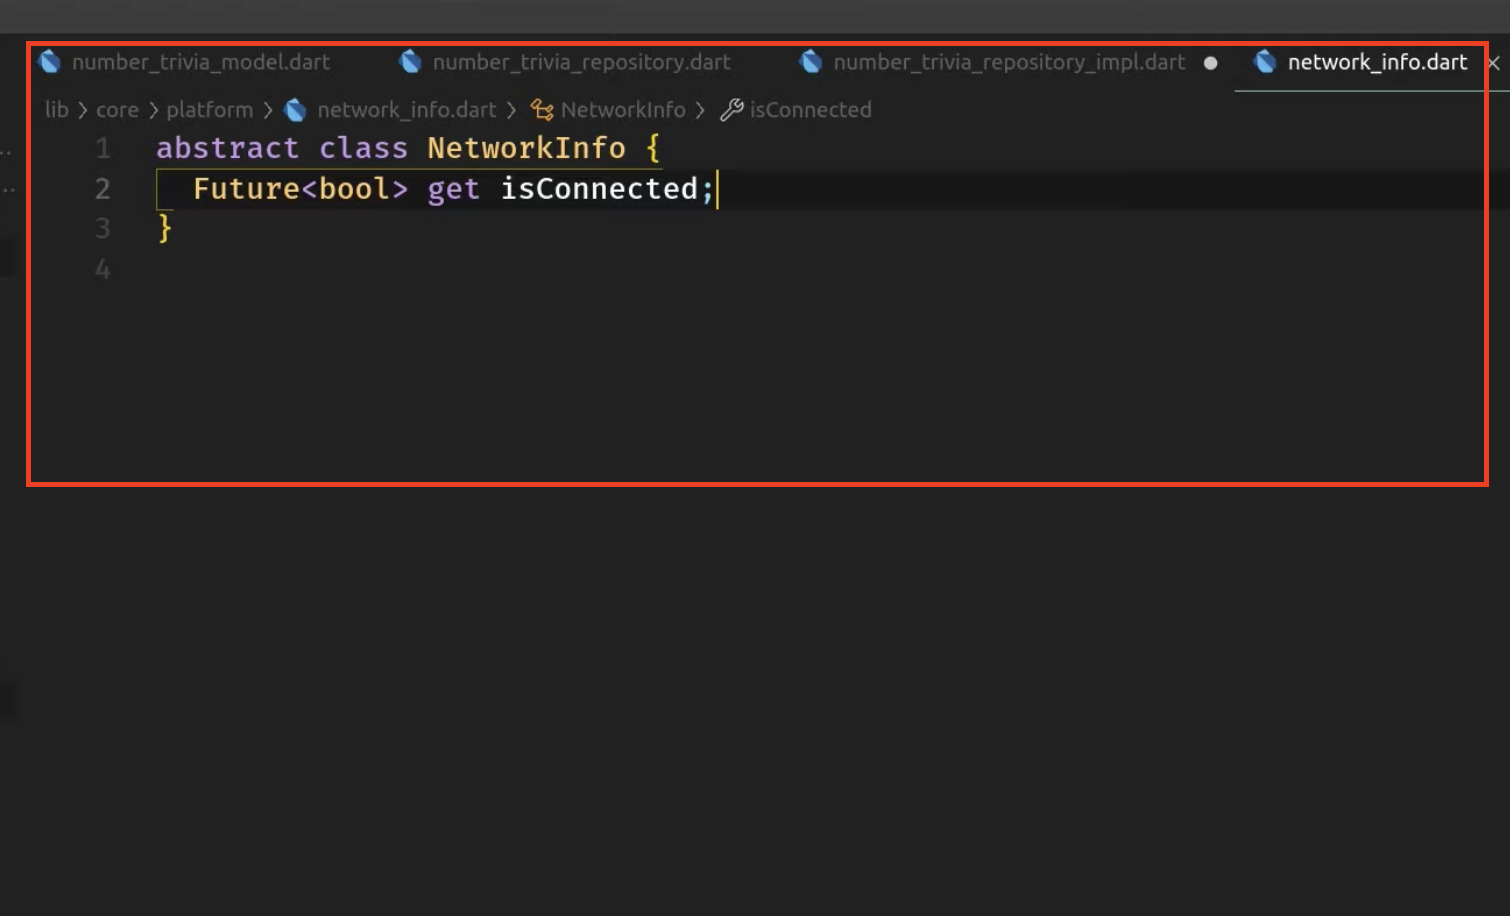 number_trivia_model.dart number_trivia_repository.dart number_trivia_repository_impl.dart ● network_info.dart ×
lib > core > platform > network_info.dart > NetworkInfo > isConnected
1 abstract class NetworkInfo {
2 Future<bool> get isConnected;
3 }
4